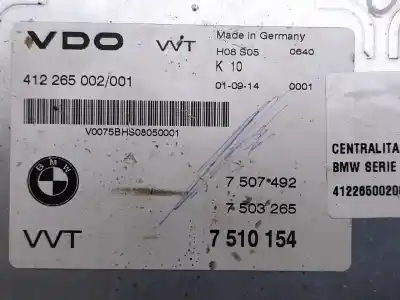 VDO VVT Made in Germany
H08 S05 0640
K 10
412 265 002/001 01-09-14 0001
V0075BHS08050001
BMW
7 507 492
7 503 265
VVT 7 510 154
CENTRALITA
BMW SERIE